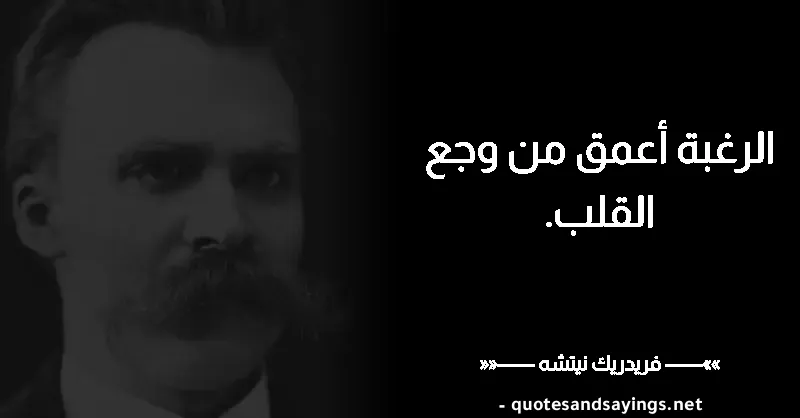 الرغبة أعمق من وجع
القلب.
»»—— فريدريك نيتشه ——««
- quotesandsayings.net